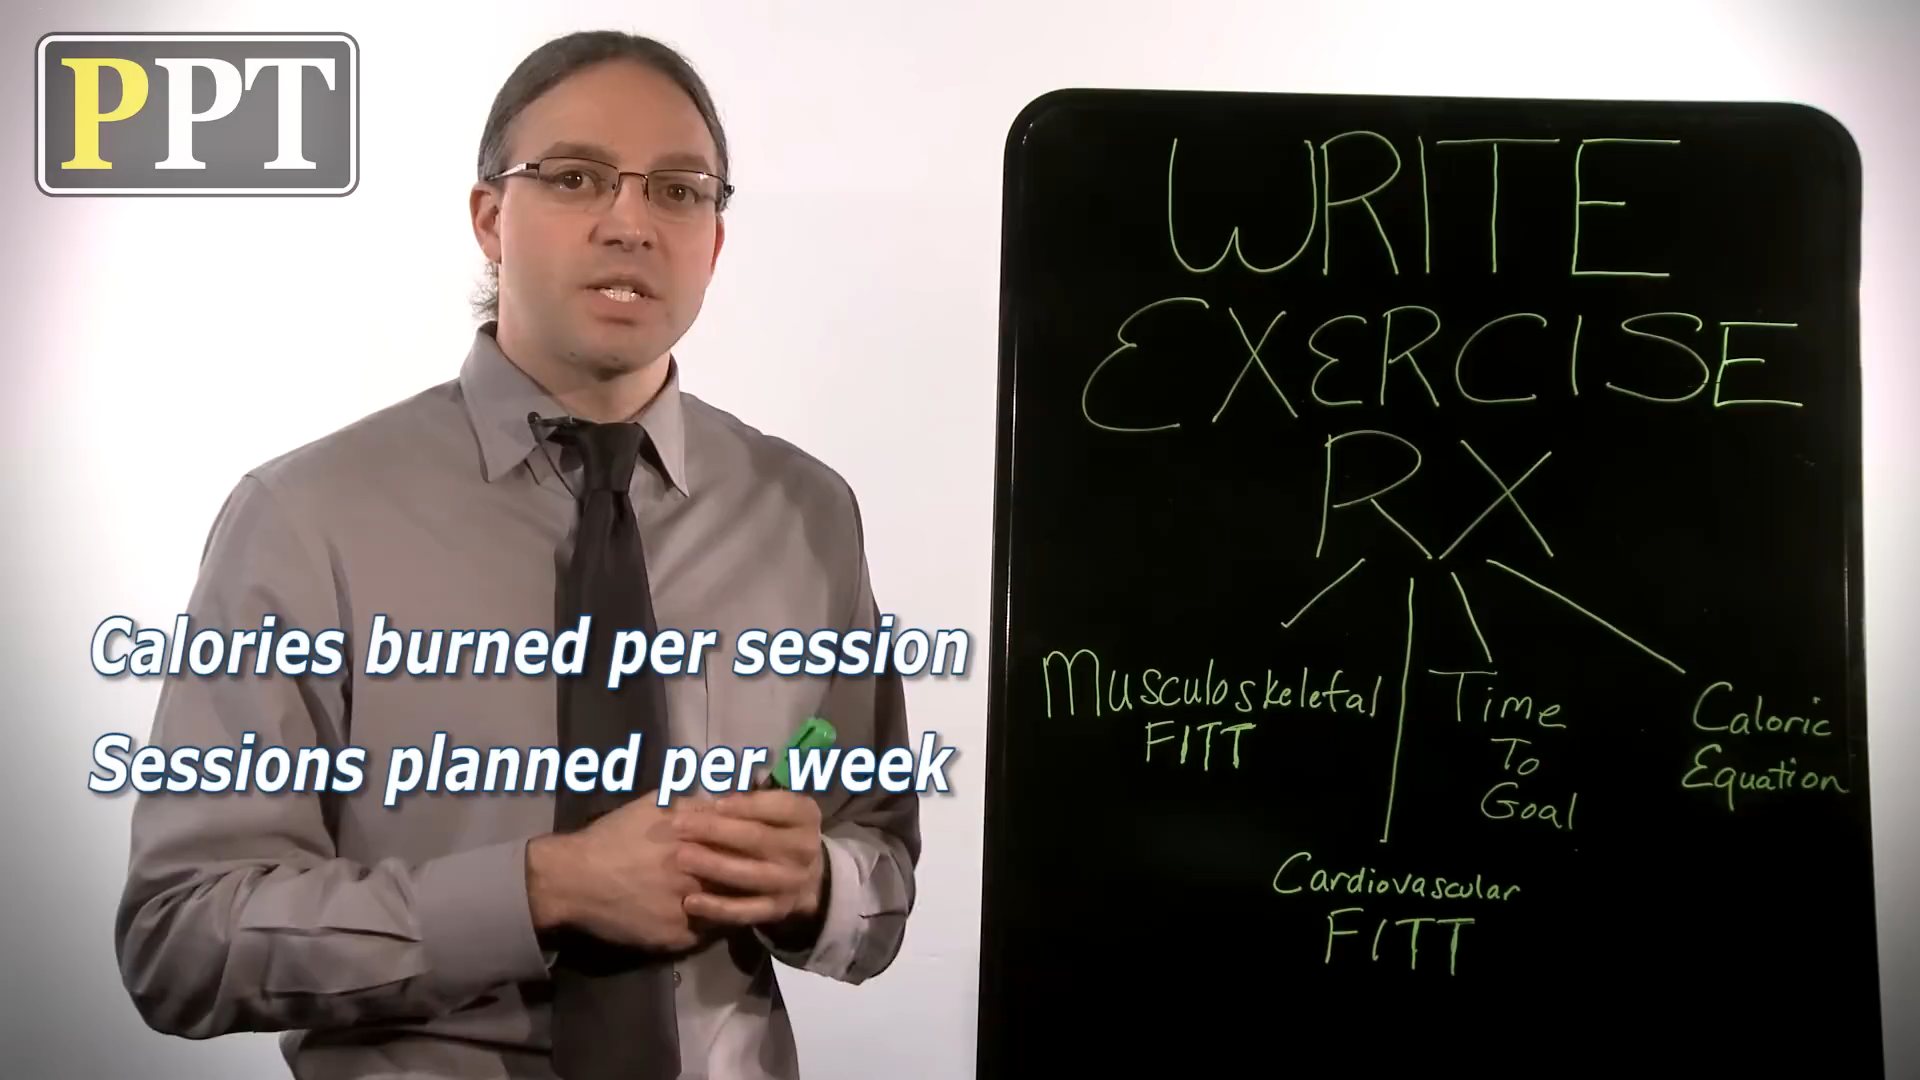 PPT
Calories burned per session
Sessions planned per week
WRITE
EXERCISE
RX
Musculoskeletal
FITT
Time
To
Goal
Caloric
Equation
Cardiovascular
FITT